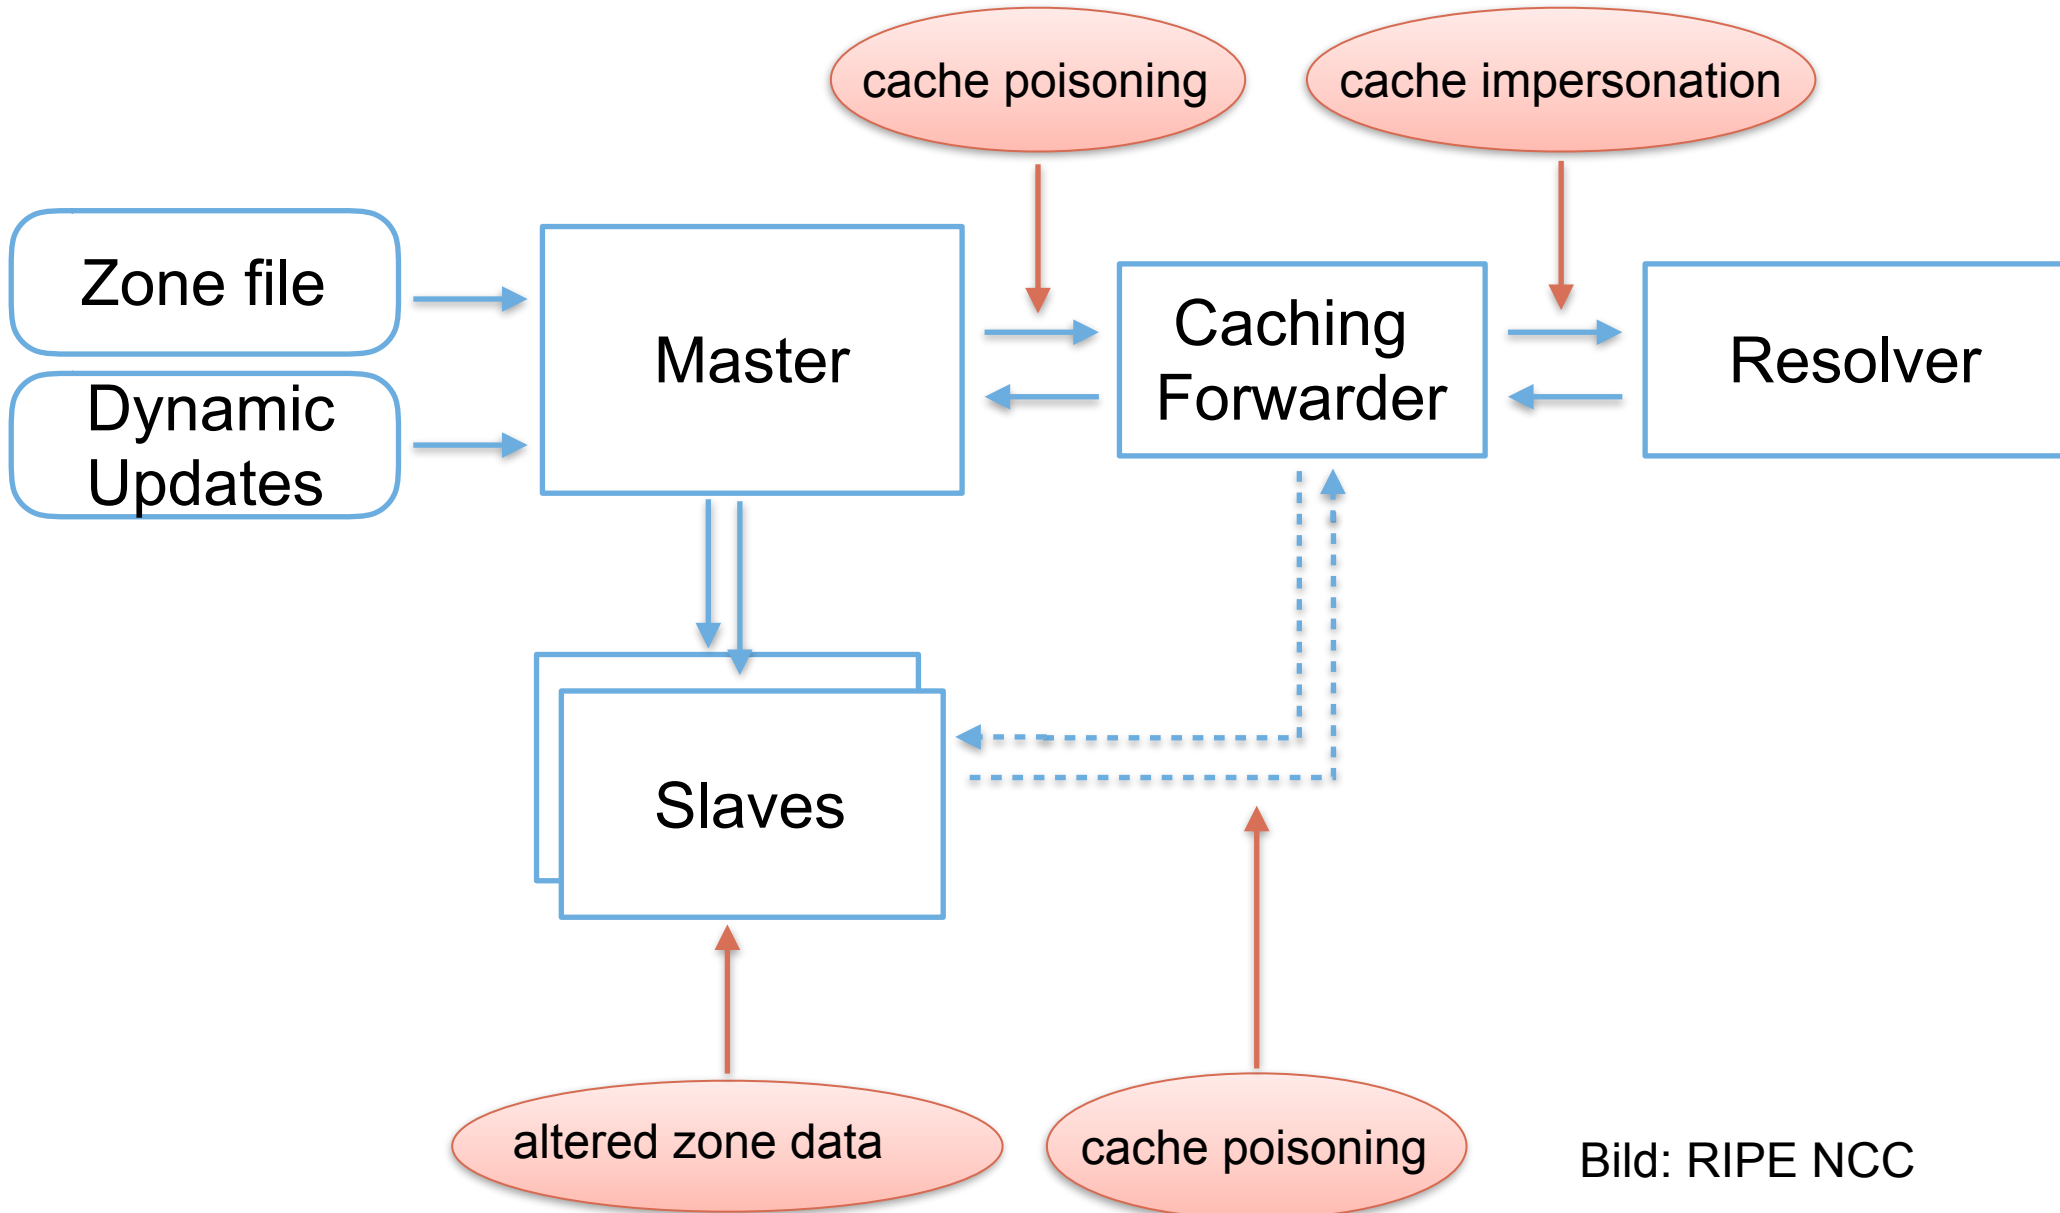 cache poisoning
cache impersonation
Zone file
Dynamic
Updates
Master
Caching
Forwarder
Resolver
Slaves
altered zone data
cache poisoning
Bild: RIPE NCC